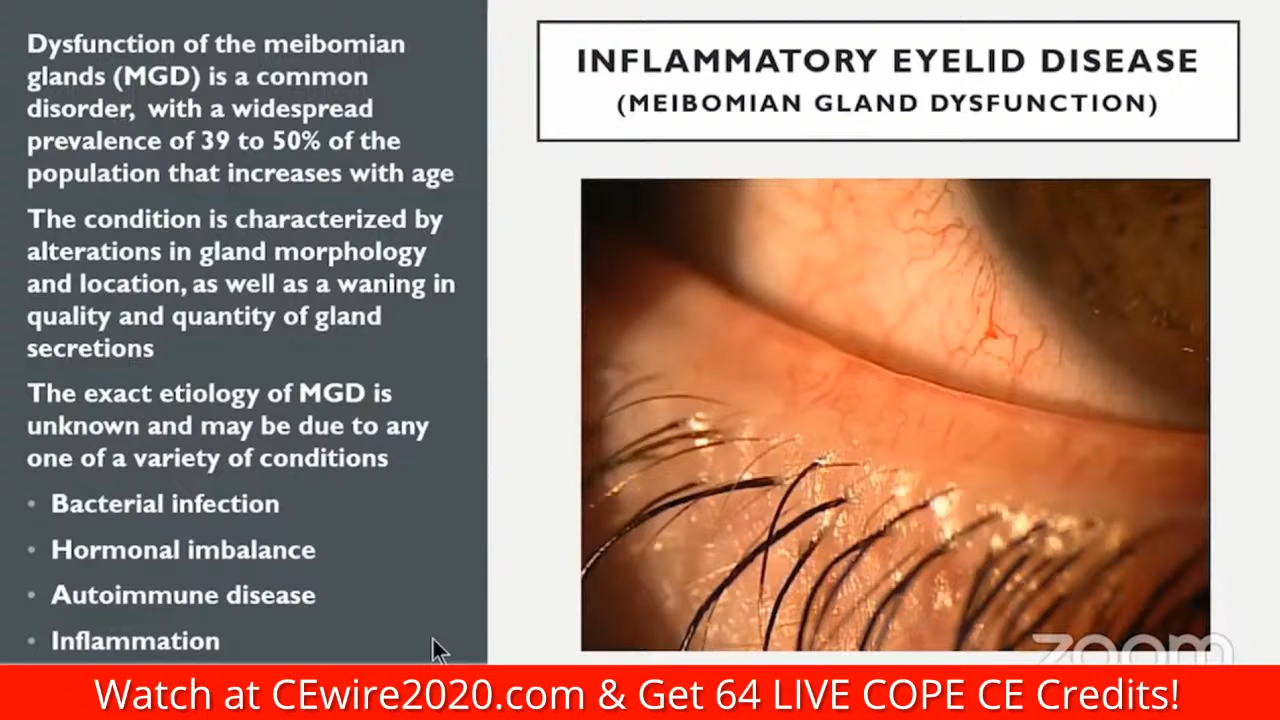 Dysfunction of the meibomian
glands (MGD) is a common
disorder, with a widespread
prevalence of 39 to 50% of the
population that increases with age
The condition is characterized by
alterations in gland morphology
and location, as well as a waning in
quality and quantity of gland
secretions
The exact etiology of MGD is
unknown and may be due to any
one of a variety of conditions
• Bacterial infection
• Hormonal imbalance
• Autoimmune disease
• Inflammation
INFLAMMATORY EYELID DISEASE
(MEIBOMIAN GLAND DYSFUNCTION)
zoom
Watch at CEwire2020.com & Get 64 LIVE COPE CE Credits!